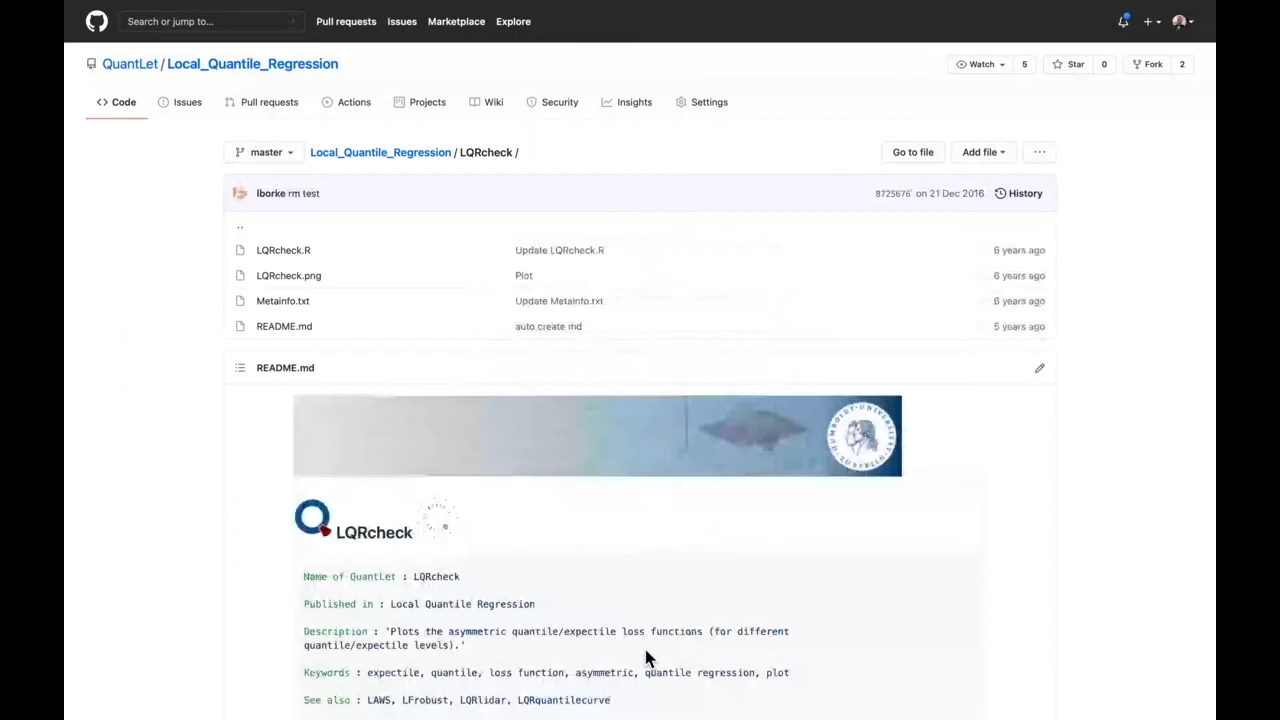 Search or jump to... / Pull requests Issues Marketplace Explore
QuantLet / Local_Quantile_Regression Watch 5 Star 0 Fork 2
Code Issues Pull requests Actions Projects Wiki Security Insights Settings
master Local_Quantile_Regression / LQRcheck / Go to file Add file ...
lborke rm test 8725676 on 21 Dec 2016 History
..
LQRcheck.R Update LQRcheck.R 6 years ago
LQRcheck.png Plot 6 years ago
Metainfo.txt Update Metainfo.txt 6 years ago
README.md auto create md 5 years ago
README.md
LQRcheck
Name of QuantLet : LQRcheck
Published in : Local Quantile Regression
Description : 'Plots the asymmetric quantile/expectile loss functions (for different
quantile/expectile levels).'
Keywords : expectile, quantile, loss function, asymmetric, quantile regression, plot
See also : LAWS, LFrobust, LQRlidar, LQRquantilecurve